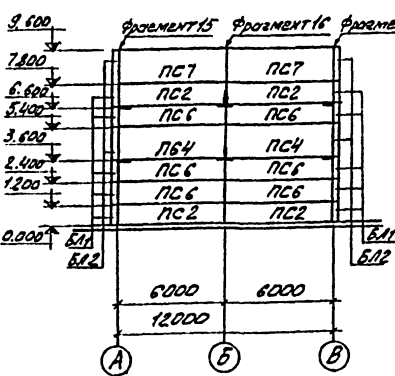 9,600
Фрагмент 15
Фрагмент 16
Фрагме
7.800
ПС7
ПС7
6.600
ПС2
ПС2
5.400
ПС6
ПС6
3.600
ПБ4
ПС4
2.400
ПС6
ПС6
1.200
ПС6
ПС6
ПС2
ПС2
0.000
БЛ1
БЛ1
БЛ2
БЛ2
6000
6000
12000
А
Б
В